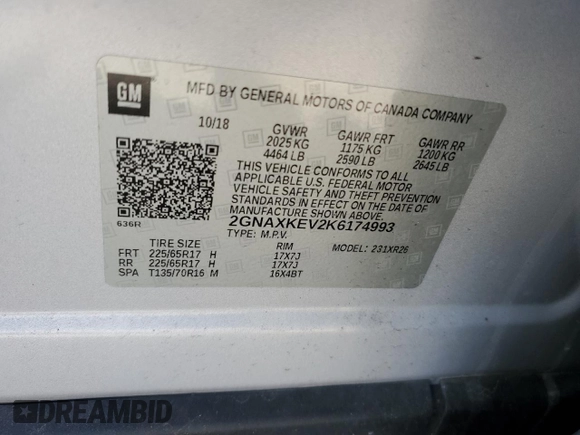 GM
MFD BY GENERAL MOTORS OF CANADA COMPANY
10/18 GVWR GAWR FRT GAWR RR
2025 KG 1175 KG 1200 KG
4464 LB 2590 LB 2645 LB
THIS VEHICLE CONFORMS TO ALL
APPLICABLE U.S. FEDERAL MOTOR
VEHICLE SAFETY AND THEFT PREVENTION
STANDARDS IN EFFECT ON THE DATE OF
MANUFACTURE SHOWN ABOVE.
2GNAXKEV2K6174993
636R
TYPE: M.P.V. MODEL: 231XR26
TIRE SIZE RIM
FRT 225/65R17 H 17X7J
RR 225/65R17 H 17X7J
SPA T135/70R16 M 16X4BT
DREAMBID